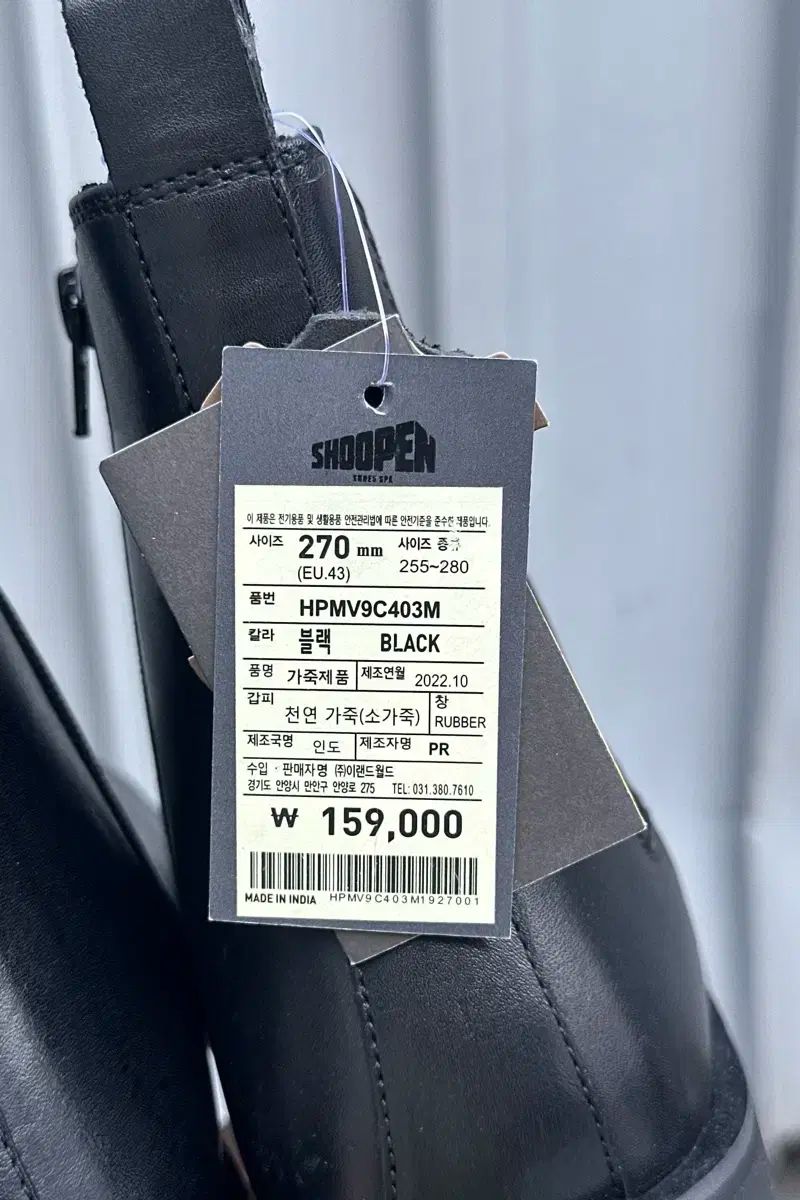 SHOOPEN
SHOES SPA
이 제품은 전기용품 및 생활용품 안전관리법에 따른 안전기준을 준수한 제품입니다.
사이즈 270 mm 사이즈 종류
(EU.43) 255~280
품번 HPMV9C403M
칼라 블랙 BLACK
품명 가죽제품 제조연월 2022.10
갑피 천연 가죽(소가죽) 창 RUBBER
제조국명 인도 제조자명 PR
수입 · 판매자명 ㈜이랜드월드
경기도 안양시 만안구 안양로 275 TEL: 031.380.7610
₩ 159,000
MADE IN INDIA HPMV9C403M1927001